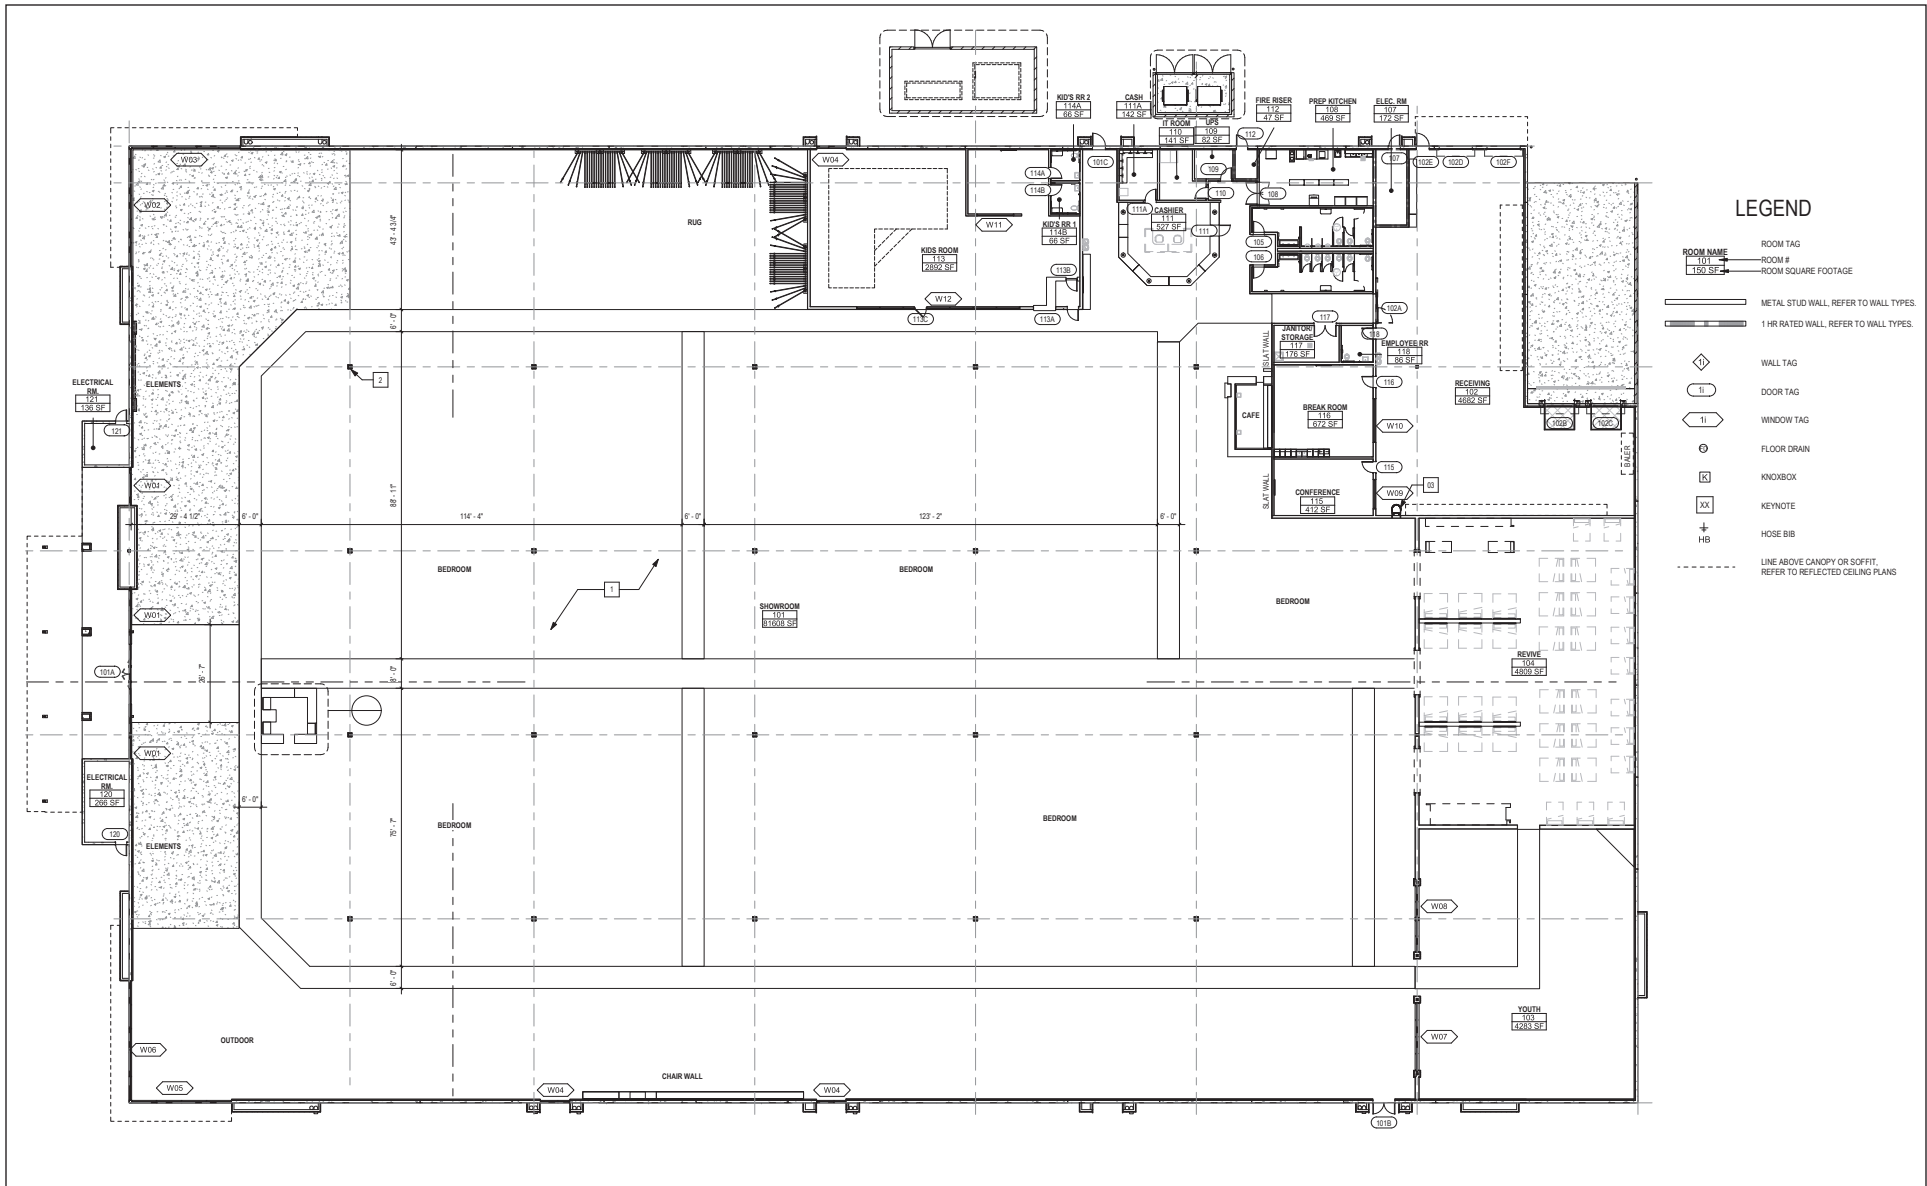 KID'S RR 2
114A
66 SF
CASH
111A
142 SF
IT ROOM
110
141 SF
UPS
109
82 SF
112
FIRE RISER
112
47 SF
PREP KITCHEN
108
469 SF
ELEC. RM
107
172 SF
W03
W04
101C
109
107
102E
102D
102F
114A
114B
110
108
W02
RUG
43' - 4 3/4"
W11
KID'S RR 1
114B
66 SF
111A
CASHIER
111
527 SF
111
105
106
KIDS ROOM
113
2892 SF
113B
W12
113C
113A
102A
6' - 0"
117
118
JANITOR/
STORAGE
117
176 SF
EMPLOYEE RR
118
86 SF
SLAT WALL
2
ELECTRICAL
RM.
121
136 SF
ELEMENTS
116
RECEIVING
102
4682 SF
CAFE
BREAK ROOM
116
672 SF
W10
102B
102C
121
BALER
115
W01
88' - 11"
SLAT WALL
CONFERENCE
115
412 SF
W09
03
29' - 4 1/2"
6' - 0"
114' - 4"
6' - 0"
123' - 2"
6' - 0"
BEDROOM
BEDROOM
1
SHOWROOM
101
81608 SF
BEDROOM
W01
REVIVE
104
4809 SF
101A
26' - 7"
8' - 0"
W01
ELECTRICAL
RM.
120
266 SF
6' - 0"
120
ELEMENTS
BEDROOM
75' - 7"
BEDROOM
W08
6' - 0"
YOUTH
103
4283 SF
OUTDOOR
W06
W07
CHAIR WALL
W05
W04
W04
101B
LEGEND
ROOM TAG
ROOM NAME
101
ROOM #
150 SF
ROOM SQUARE FOOTAGE
METAL STUD WALL, REFER TO WALL TYPES.
1 HR RATED WALL, REFER TO WALL TYPES.
1i
WALL TAG
1i
DOOR TAG
1i
WINDOW TAG
FD
FLOOR DRAIN
K
KNOXBOX
XX
KEYNOTE
HB
HOSE BIB
LINE ABOVE CANOPY OR SOFFIT,
REFER TO REFLECTED CEILING PLANS